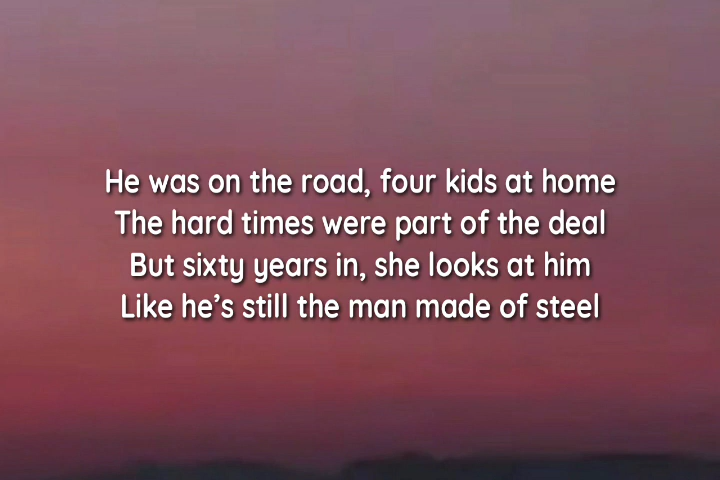 He was on the road, four kids at home
The hard times were part of the deal
But sixty years in, she looks at him
Like he’s still the man made of steel